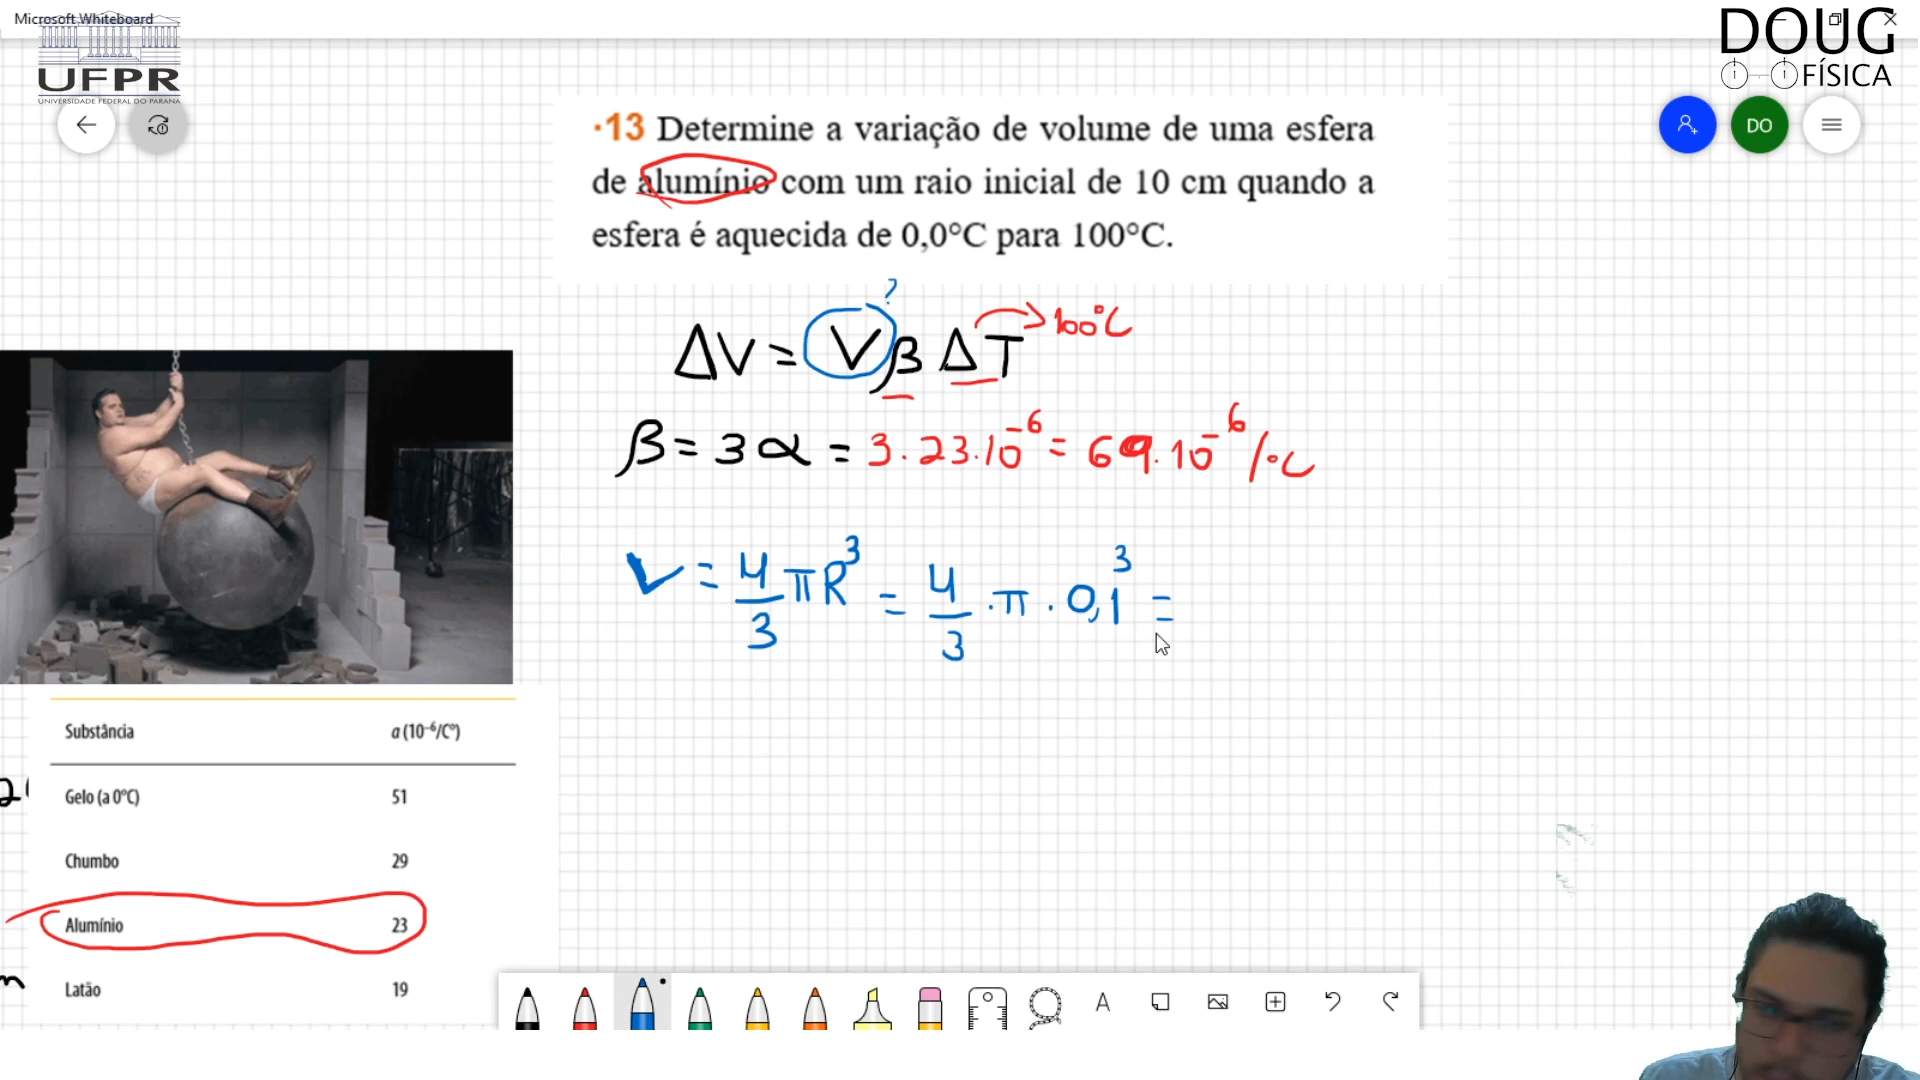 Microsoft Whiteboard
UFPR
UNIVERSIDADE FEDERAL DO PARANÁ
DOUG
FÍSICA
DO
·13 Determine a variação de volume de uma esfera
de alumínio com um raio inicial de 10 cm quando a
esfera é aquecida de 0,0°C para 100°C.
?
ΔV = V β ΔT → 100°C
β = 3α = 3.23.10⁻⁶ = 69.10⁻⁶/°C
V = 4/3 πR³ = 4/3 . π . 0,1³ =
Substância a (10⁻⁶/C°)
Gelo (a 0°C) 51
Chumbo 29
Alumínio 23
Latão 19
A